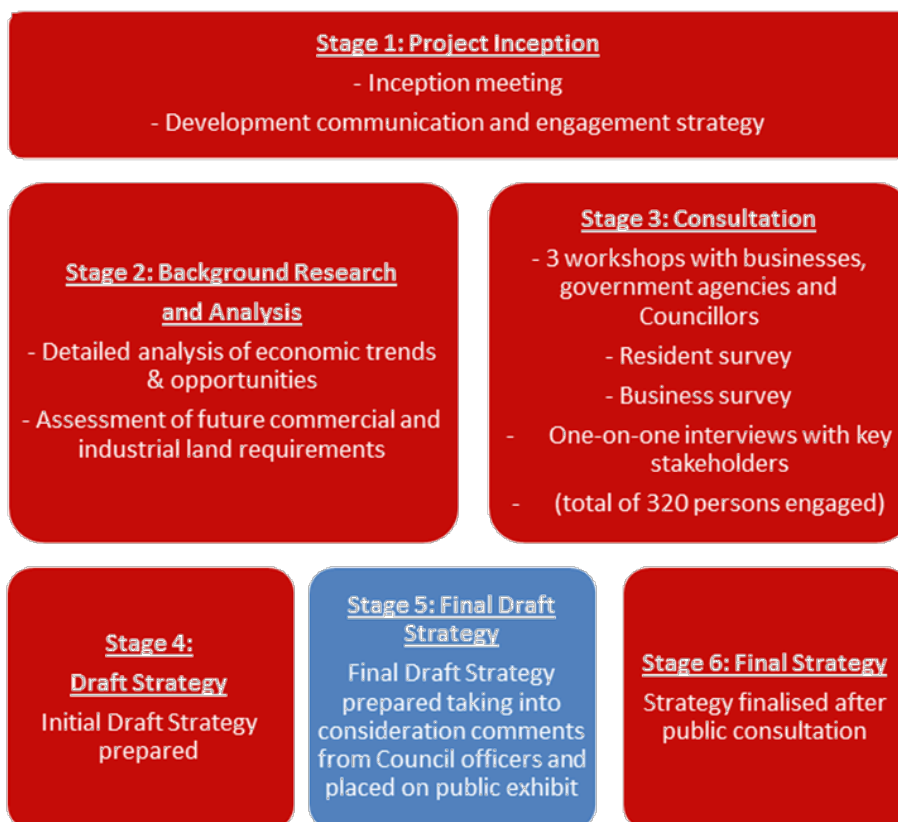 Stage 1: Project Inception
- Inception meeting
- Development communication and engagement strategy
Stage 2: Background Research
and Analysis
- Detailed analysis of economic trends
& opportunities
- Assessment of future commercial and
industrial land requirements
Stage 3: Consultation
- 3 workshops with businesses,
government agencies and
Councillors
- Resident survey
- Business survey
- One-on-one interviews with key
stakeholders
- (total of 320 persons engaged)
Stage 4:
Draft Strategy
Initial Draft Strategy
prepared
Stage 5: Final Draft
Strategy
Final Draft Strategy
prepared taking into
consideration comments
from Council officers and
placed on public exhibit
Stage 6: Final Strategy
Strategy finalised after
public consultation